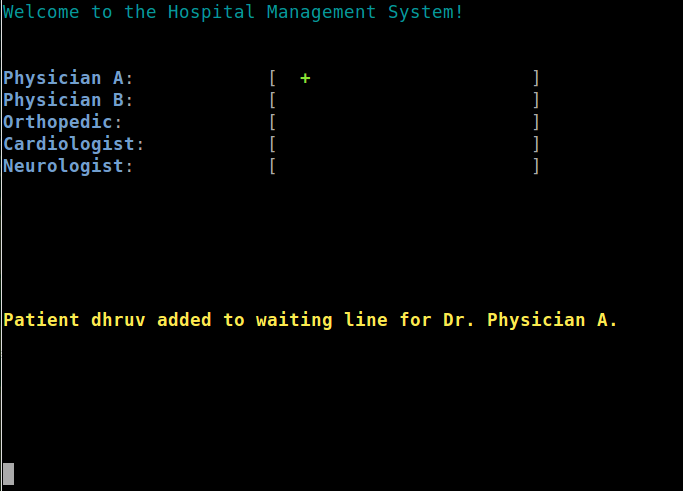 Welcome to the Hospital Management System!
Physician A: [ + ]
Physician B: [ ]
Orthopedic: [ ]
Cardiologist: [ ]
Neurologist: [ ]
Patient dhruv added to waiting line for Dr. Physician A.